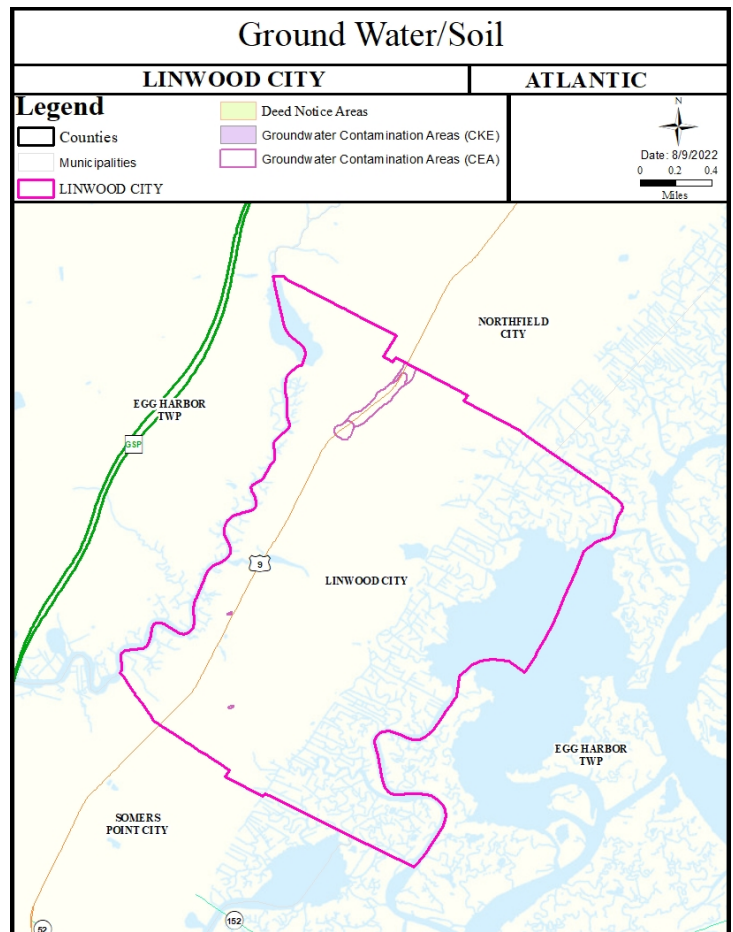 Ground Water/Soil
LINWOOD CITY
ATLANTIC
Legend
Counties
Municipalities
LINWOOD CITY
Deed Notice Areas
Groundwater Contamination Areas (CKE)
Groundwater Contamination Areas (CEA)
N
Date: 8/9/2022
0 0.2 0.4
Miles
NORTHFIELD
CITY
EGG HARBOR
TWP
GSP
9
LINWOOD CITY
EGG HARBOR
TWP
SOMERS
POINT CITY
52
152